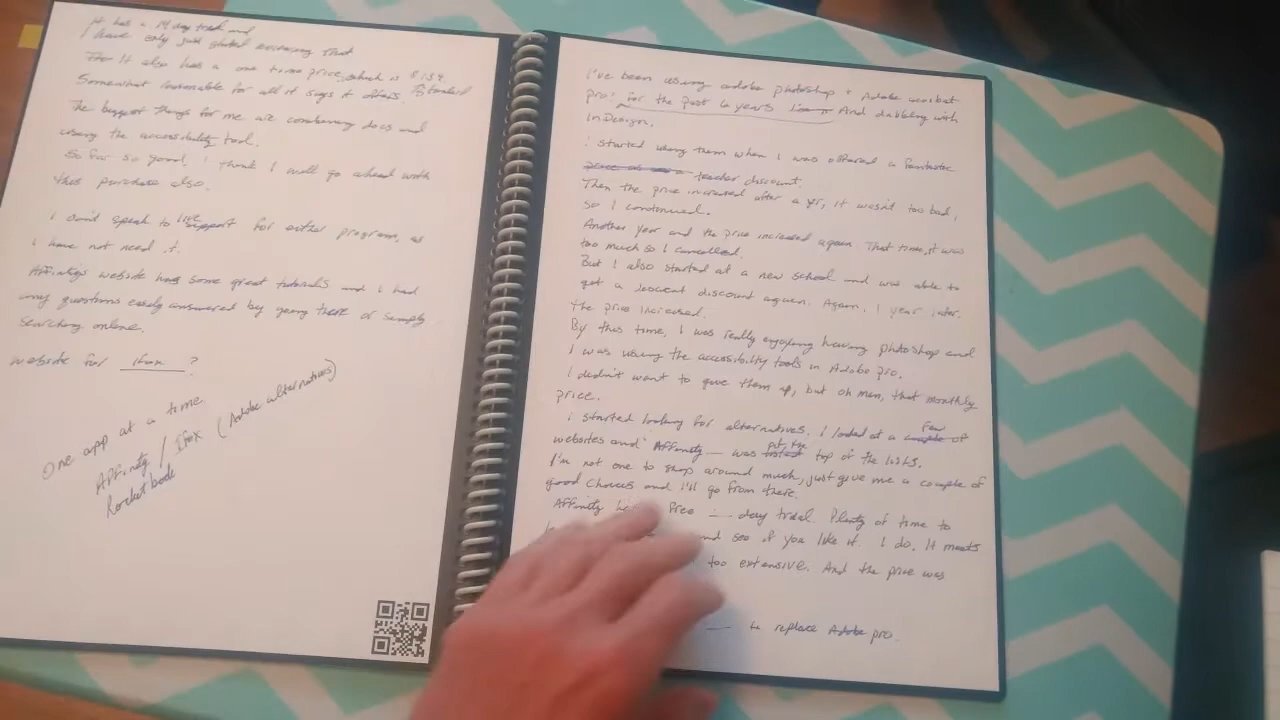 It has a 14 day trial and
I have only just started reviewing that
It also has a one time price, which is $159.
Somewhat reasonable for all it says it offers.
The biggest things for me are combining docs and
using the accessibility tool.
So far so good, I think I will go ahead with
this purchase also.
I didn't speak to live support for either program, as
I have not need it.
Affinity's website has some great tutorials and I had
any questions easily answered by going there or simply
searching online.
website for ifox ?
One app at a time
Affinity / Ifox (Adobe alternatives)
Rocketbook
I've been using adobe photoshop + Adobe acrobat
pro for the past 6 years And dabbling with
InDesign.
I started using them when I was offered a fantastic
teacher discount.
Then the price increased after a yr, it wasn't too bad,
so I continued.
Another year and the price increased again. That time, it was
too much so I cancelled.
But I also started at a new school and was able to
get a decent discount again. Again, 1 year later.
the price increased.
By this time, I was really enjoying having photoshop and
I was using the accessibility tools in Adobe pro.
I didn't want to give them up, but oh man, that monthly
price.
I started looking for alternatives. I looked at a couple few of
websites and Affinity was top of the lists.
I'm not one to shop around much, just give me a couple of
good choices and I'll go from there.
Affinity free day trial. Plenty of time to
and see if you like it. I do. It meets
too extensive. And the price was
to replace Adobe pro.